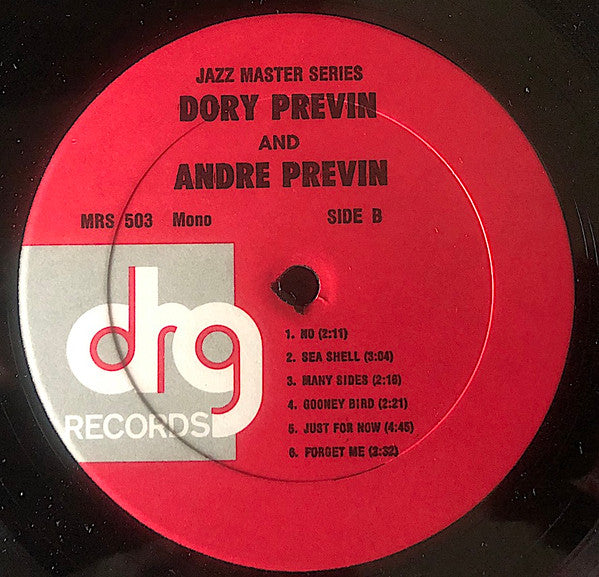 JAZZ MASTER SERIES
DORY PREVIN
AND
ANDRE PREVIN
MRS 503 Mono SIDE B
drg
RECORDS
1. NO (2:11)
2. SEA SHELL (3:04)
3. MANY SIDES (2:16)
4. GOONEY BIRD (2:21)
5. JUST FOR NOW (4:45)
6. FORGET ME (2:32)